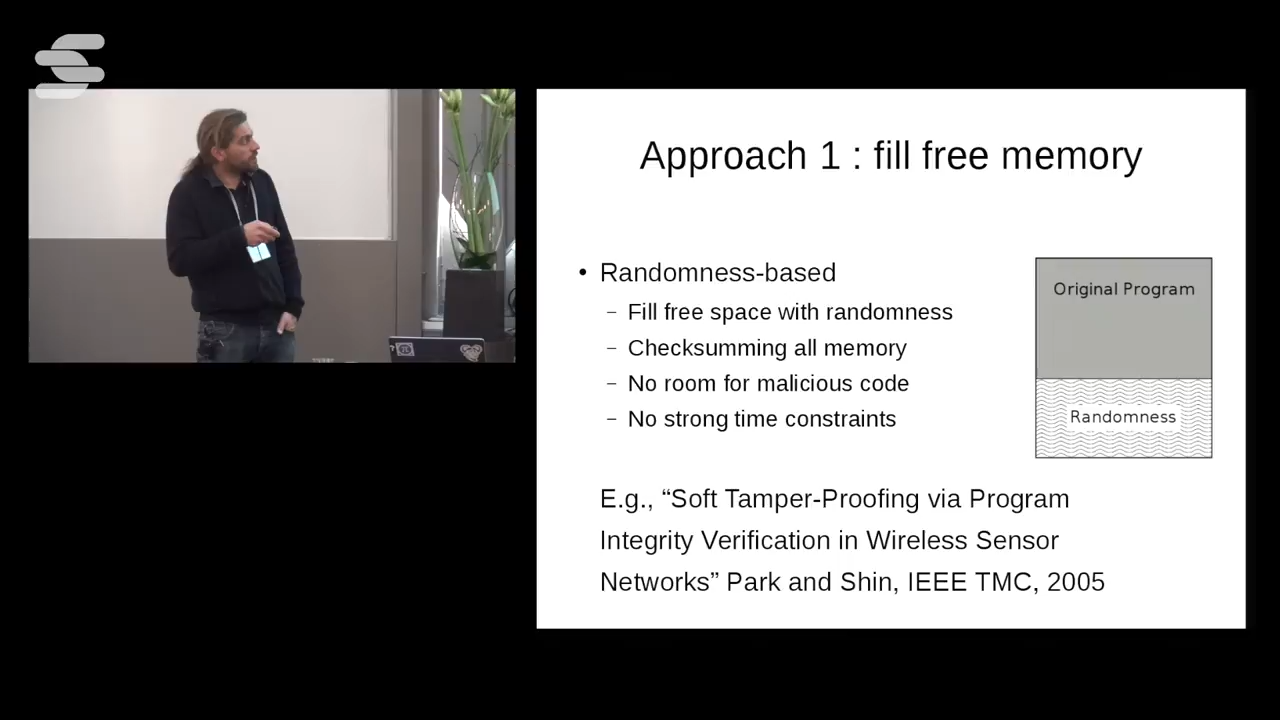 Approach 1 : fill free memory
• Randomness-based
– Fill free space with randomness
– Checksumming all memory
– No room for malicious code
– No strong time constraints
Original Program
Randomness
E.g., “Soft Tamper-Proofing via Program
Integrity Verification in Wireless Sensor
Networks” Park and Shin, IEEE TMC, 2005